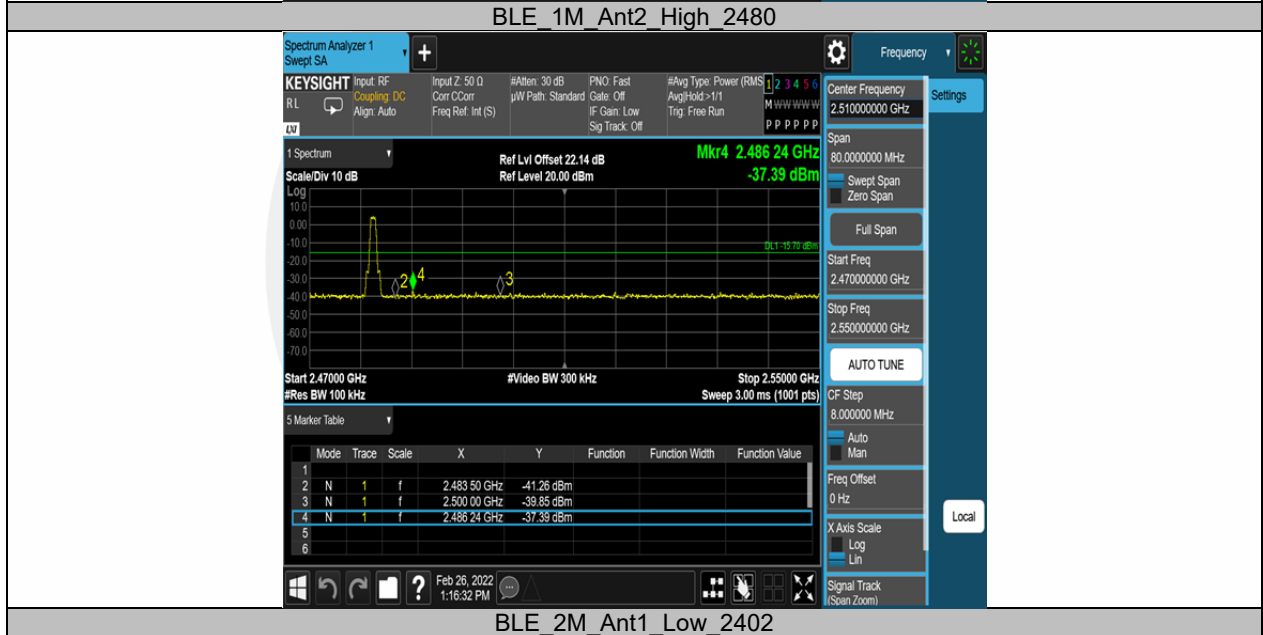 BLE_1M_Ant2_High_2480
Spectrum Analyzer 1
Swept SA
+
Frequency
KEYSIGHT
RL
LXI
Input: RF
Coupling: DC
Align: Auto
Input Z: 50 Ω
Corr CCorr
Freq Ref: Int (S)
#Atten: 30 dB
µW Path: Standard
PNO: Fast
Gate: Off
IF Gain: Low
Sig Track: Off
#Avg Type: Power (RMS
Avg|Hold:>1/1
Trig: Free Run
1 2 3 4 5 6
M W W W W W
P P P P P P
1 Spectrum
Scale/Div 10 dB
Ref Lvl Offset 22.14 dB
Ref Level 20.00 dBm
Mkr4 2.486 24 GHz
-37.39 dBm
Log
10.0
0.00
-10.0
-20.0
-30.0
-40.0
-50.0
-60.0
-70.0
DL1 -15.70 dBm
2
4
3
Start 2.47000 GHz
#Res BW 100 kHz
#Video BW 300 kHz
Stop 2.55000 GHz
Sweep 3.00 ms (1001 pts)
5 Marker Table
Mode Trace Scale X Y Function Function Width Function Value
1
2 N 1 f 2.483 50 GHz -41.26 dBm
3 N 1 f 2.500 00 GHz -39.85 dBm
4 N 1 f 2.486 24 GHz -37.39 dBm
5
6
?
Feb 26, 2022
1:16:32 PM
Center Frequency
2.510000000 GHz
Settings
Span
80.0000000 MHz
Swept Span
Zero Span
Full Span
Start Freq
2.470000000 GHz
Stop Freq
2.550000000 GHz
AUTO TUNE
CF Step
8.000000 MHz
Auto
Man
Freq Offset
0 Hz
X Axis Scale
Log
Lin
Local
Signal Track
(Span Zoom)
BLE_2M_Ant1_Low_2402